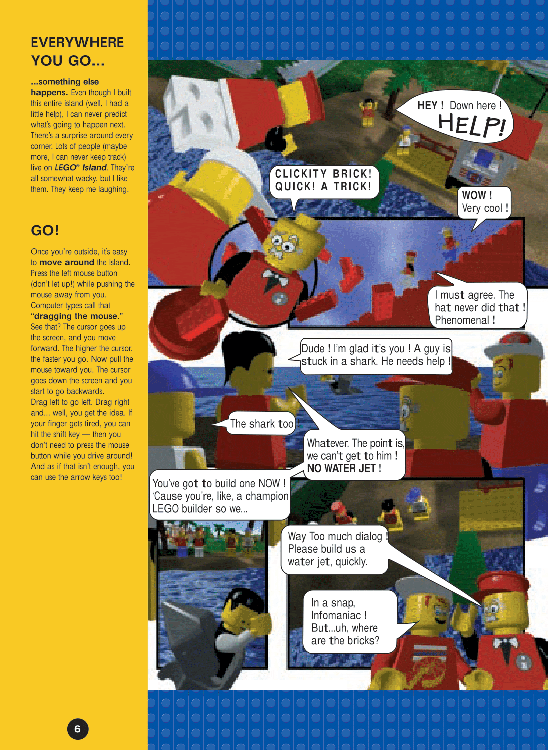 EVERYWHERE
YOU GO...
...something else
happens. Even though I built
this entire island (well, I had a
little help), I can never predict
what's going to happen next.
There's a surprise around every
corner. Lots of people (maybe
more, I can never keep track)
live on LEGO® Island. They're
all somewhat wacky, but I like
them. They keep me laughing.
GO!
Once you're outside, it's easy
to move around the island.
Press the left mouse button
(don't let up!) while pushing the
mouse away from you.
Computer types call that
"dragging the mouse."
See that? The cursor goes up
the screen, and you move
forward. The higher the cursor,
the faster you go. Now pull the
mouse toward you. The cursor
goes down the screen and you
start to go backwards.
Drag left to go left. Drag right
and... well, you get the idea. If
your finger gets tired, you can
hit the shift key — then you
don't need to press the mouse
button while you drive around!
And as if that isn't enough, you
can use the arrow keys too!
HEY ! Down here !
HELP!
CLICKITY BRICK!
QUICK! A TRICK!
WOW !
Very cool !
I must agree. The
hat never did that !
Phenomenal !
Dude ! I'm glad it's you ! A guy is
stuck in a shark. He needs help !
The shark too
Whatever. The point is,
we can't get to him !
NO WATER JET !
You've got to build one NOW !
'Cause you're, like, a champion
LEGO builder so we...
Way Too much dialog !
Please build us a
water jet, quickly.
In a snap,
Infomaniac !
But...uh, where
are the bricks?
6